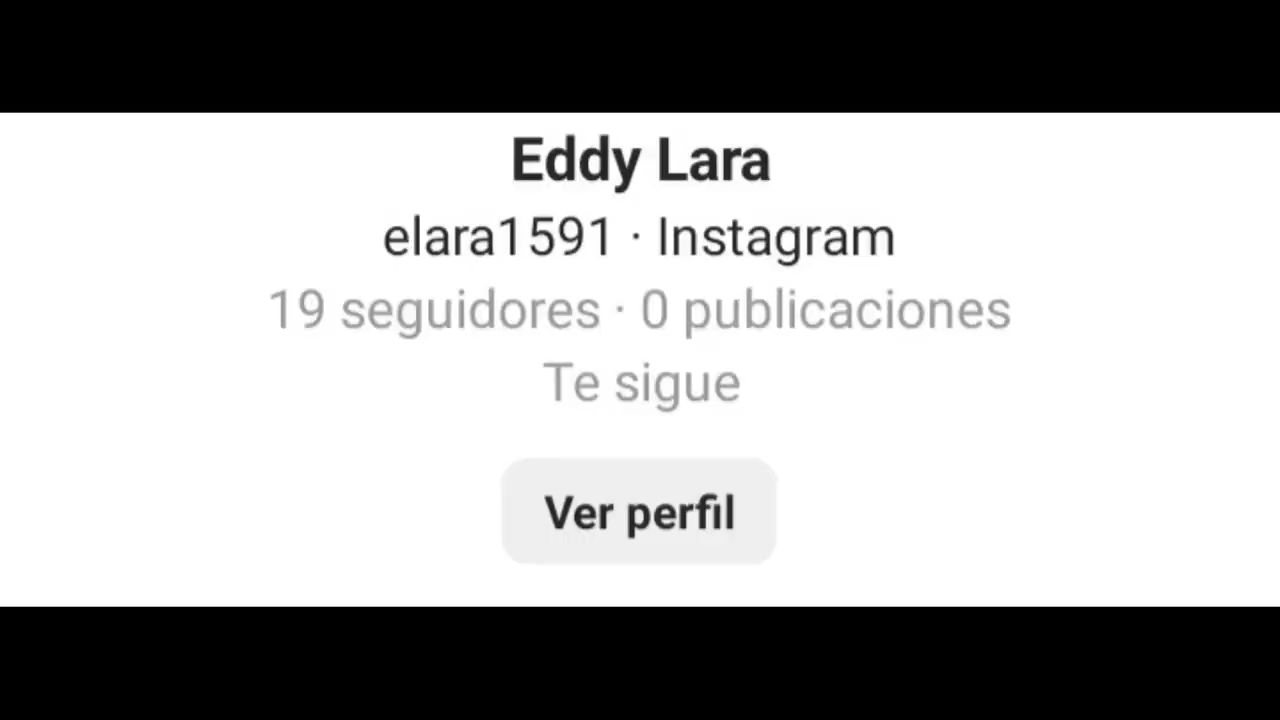 Eddy Lara
elara1591 · Instagram
19 seguidores · 0 publicaciones
Te sigue
Ver perfil